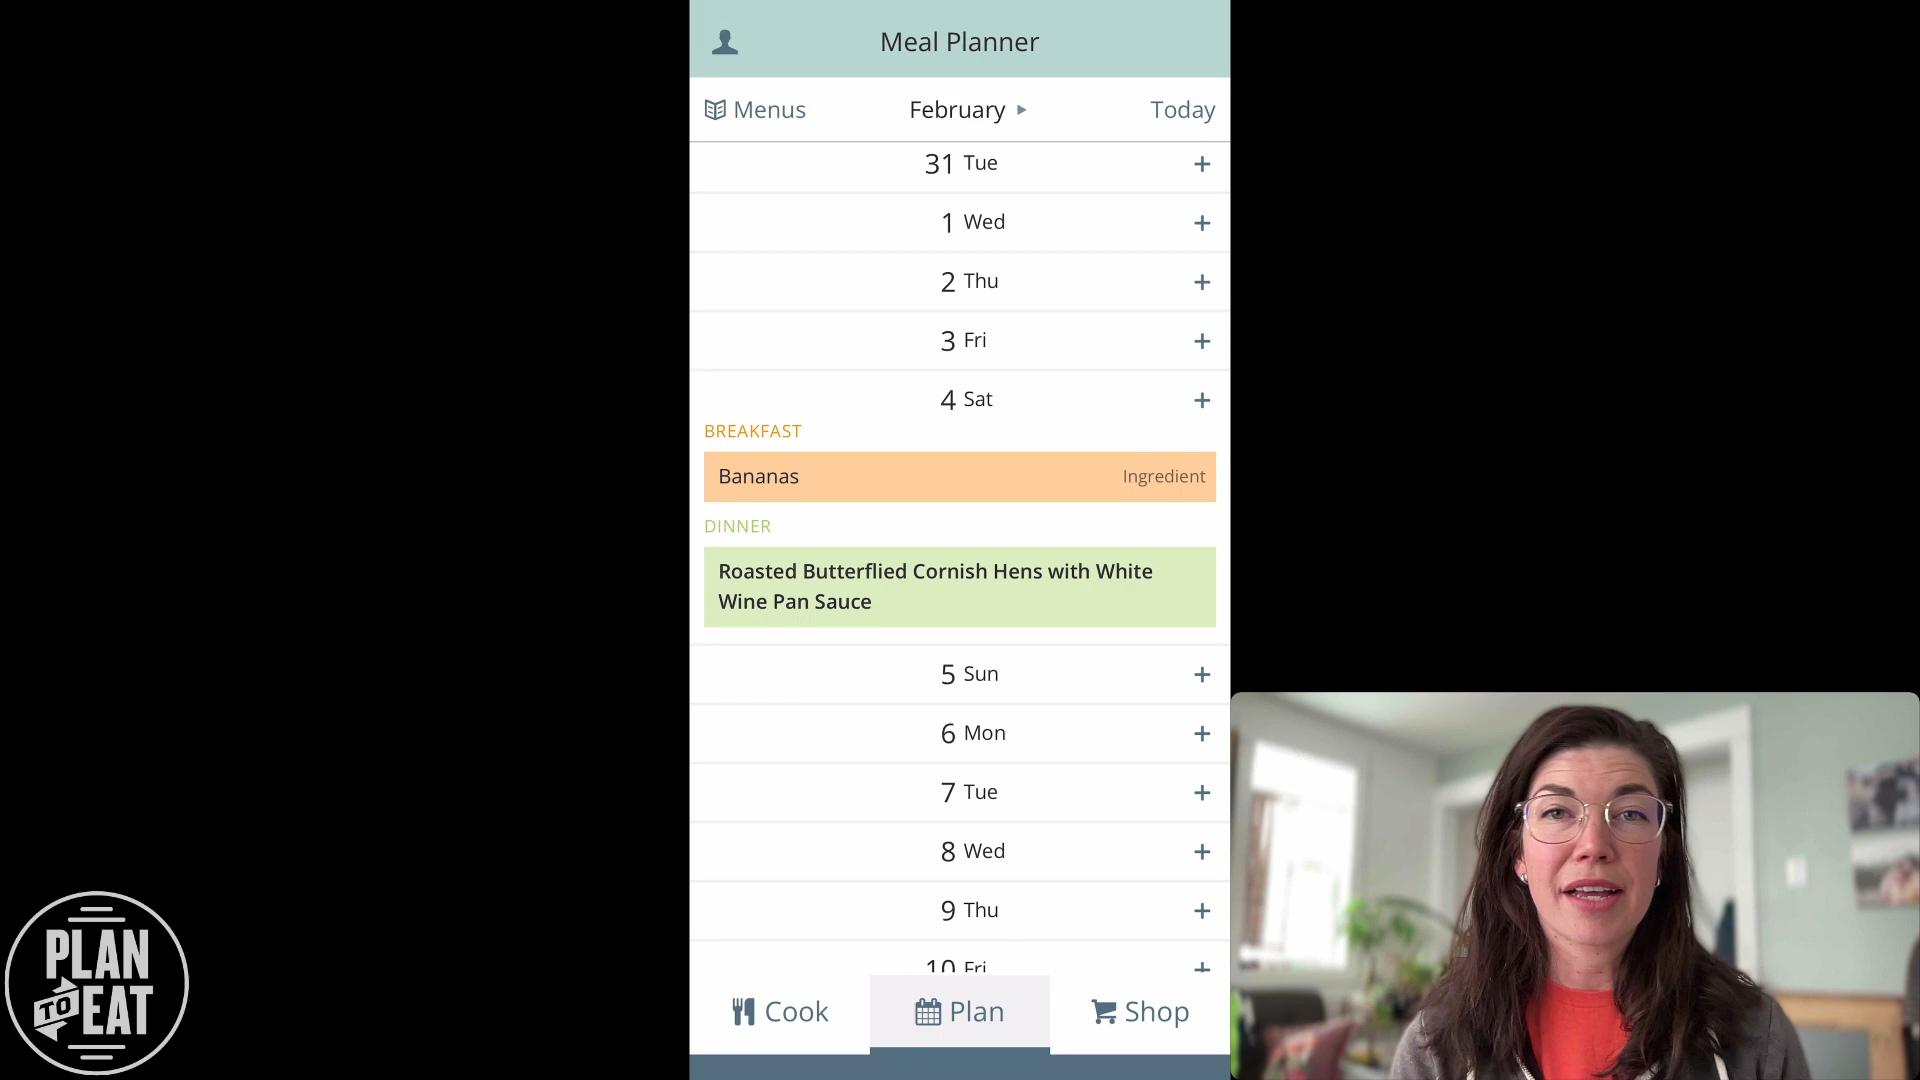 Meal Planner
Menus
February
Today
31 Tue
1 Wed
2 Thu
3 Fri
4 Sat
BREAKFAST
Bananas Ingredient
DINNER
Roasted Butterflied Cornish Hens with White
Wine Pan Sauce
5 Sun
6 Mon
7 Tue
8 Wed
9 Thu
10 Fri
Cook
Plan
Shop
PLAN
TO
EAT